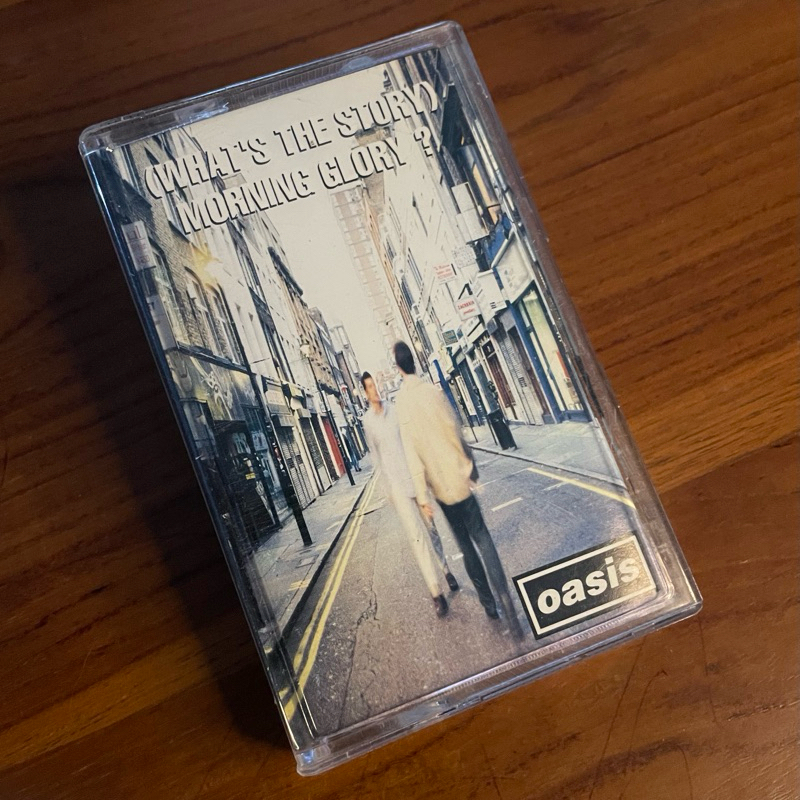 (WHAT'S THE STORY)
MORNING GLORY ?
oasis